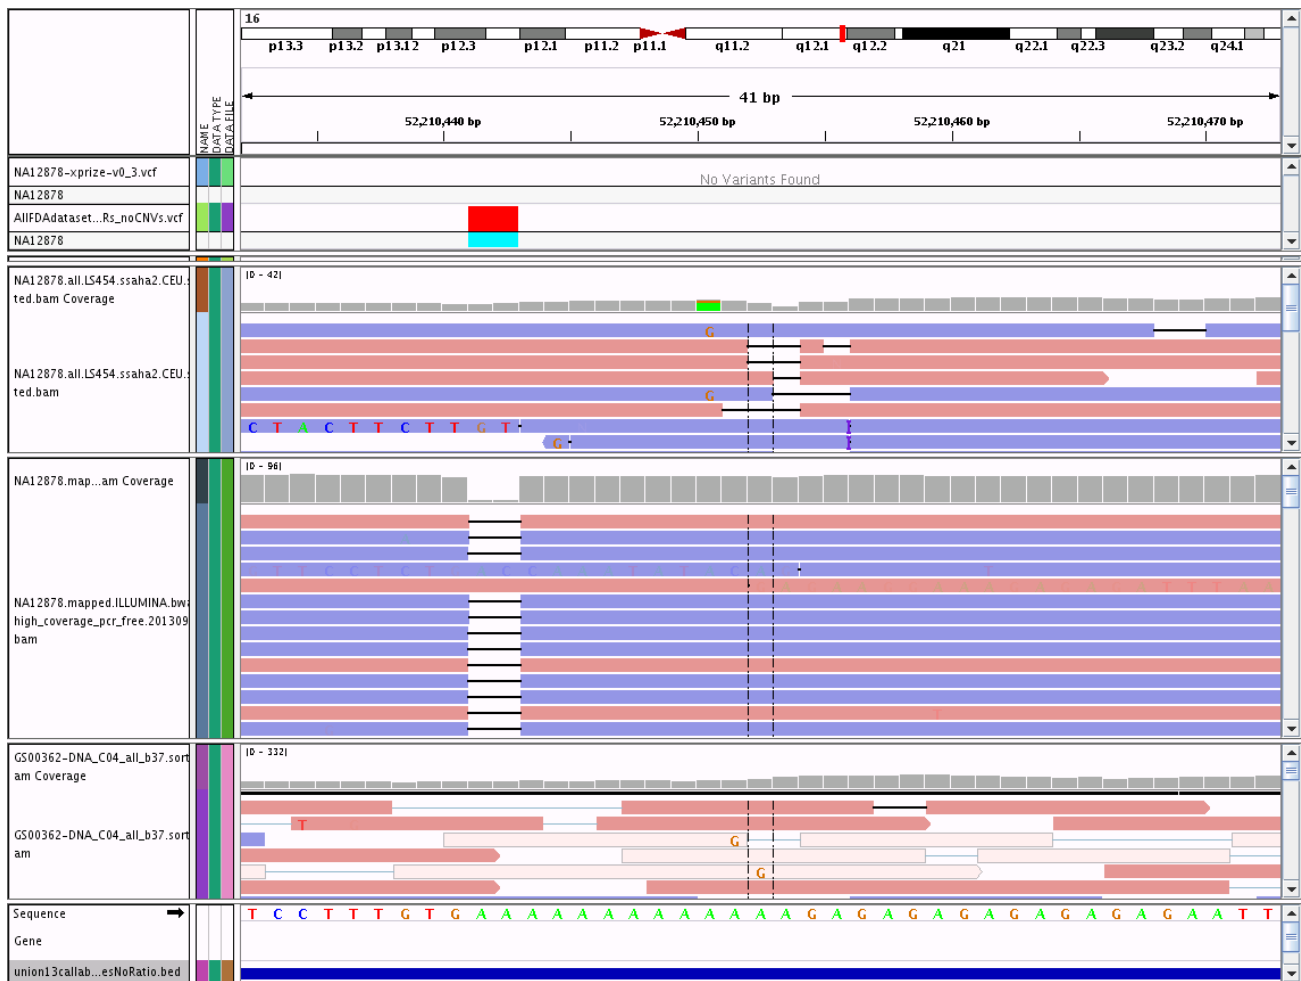 16
p13.3 p13.2 p13.12 p12.3 p12.1 p11.2 p11.1 q11.2 q12.1 q12.2 q21 q22.1 q22.3 q23.2 q24.1
41 bp
52,210,440 bp 52,210,450 bp 52,210,460 bp 52,210,470 bp
NAME
DATA TYPE
DATA FILE
NA12878-xprize-v0_3.vcf
No Variants Found
NA12878
AllFDAdataset...Rs_noCNVs.vcf
NA12878
NA12878.all.LS454.ssaha2.CEU.s
ted.bam Coverage
[0 - 42]
G
NA12878.all.LS454.ssaha2.CEU.s
ted.bam
G
C T A C T T C T T G T
G
NA12878.map...am Coverage
[0 - 96]
NA12878.mapped.ILLUMINA.bwa
high_coverage_pcr_free.201309
bam
T
GS00362-DNA_C04_all_b37.sort
am Coverage
[0 - 332]
T
GS00362-DNA_C04_all_b37.sort
am
G
G
Sequence
T C C T T T G T G A A A A A A A A A A A A A G A G A G A G A G A G A G A A T T
Gene
union13callab...esNoRatio.bed